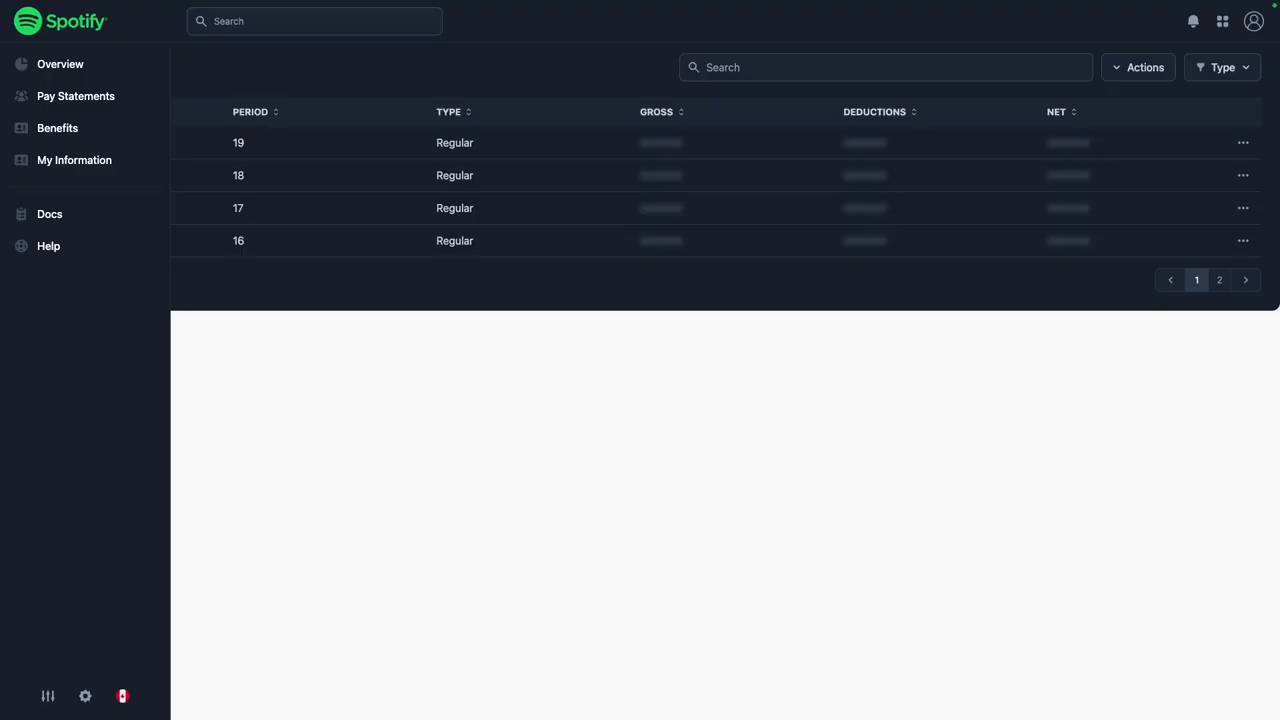 Spotify
Search
Overview
Pay Statements
Benefits
My Information
Docs
Help
Search
Actions
Type
PERIOD TYPE GROSS DEDUCTIONS NET
19 Regular
18 Regular
17 Regular
16 Regular
1 2